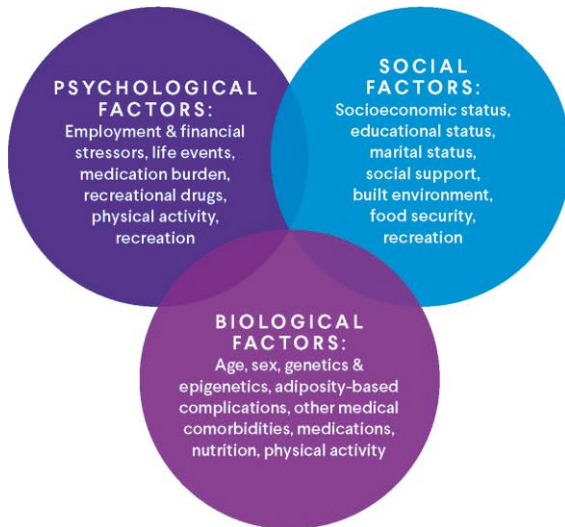 PSYCHOLOGICAL
FACTORS:
Employment & financial
stressors, life events,
medication burden,
recreational drugs,
physical activity,
recreation
SOCIAL
FACTORS:
Socioeconomic status,
educational status,
marital status,
social support,
built environment,
food security,
recreation
BIOLOGICAL
FACTORS:
Age, sex, genetics &
epigenetics, adiposity-based
complications, other medical
comorbidities, medications,
nutrition, physical activity